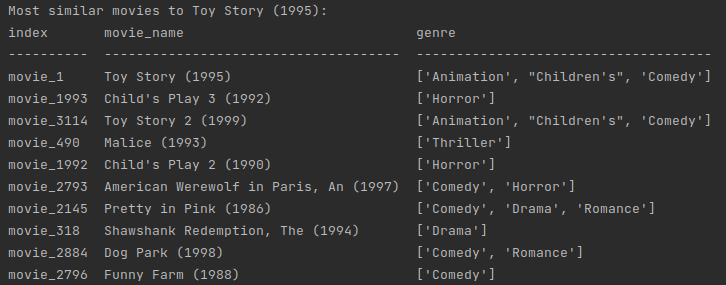 Most similar movies to Toy Story (1995):
index       movie_name                            genre
----------  ------------------------------------  ------------------------------------
movie_1     Toy Story (1995)                      ['Animation', "Children's", 'Comedy']
movie_1993  Child's Play 3 (1992)                 ['Horror']
movie_3114  Toy Story 2 (1999)                    ['Animation', "Children's", 'Comedy']
movie_490   Malice (1993)                         ['Thriller']
movie_1992  Child's Play 2 (1990)                 ['Horror']
movie_2793  American Werewolf in Paris, An (1997)  ['Comedy', 'Horror']
movie_2145  Pretty in Pink (1986)                 ['Comedy', 'Drama', 'Romance']
movie_318   Shawshank Redemption, The (1994)      ['Drama']
movie_2884  Dog Park (1998)                       ['Comedy', 'Romance']
movie_2796  Funny Farm (1988)                     ['Comedy']